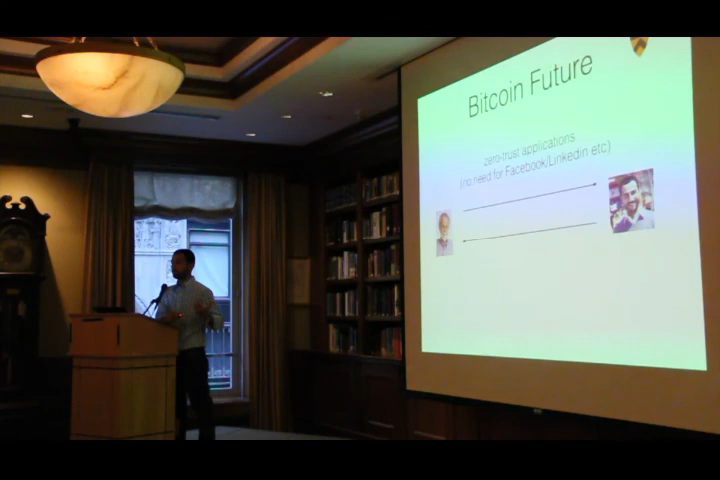 Bitcoin Future
zero-trust applications
(no need for Facebook/Linkedin etc)